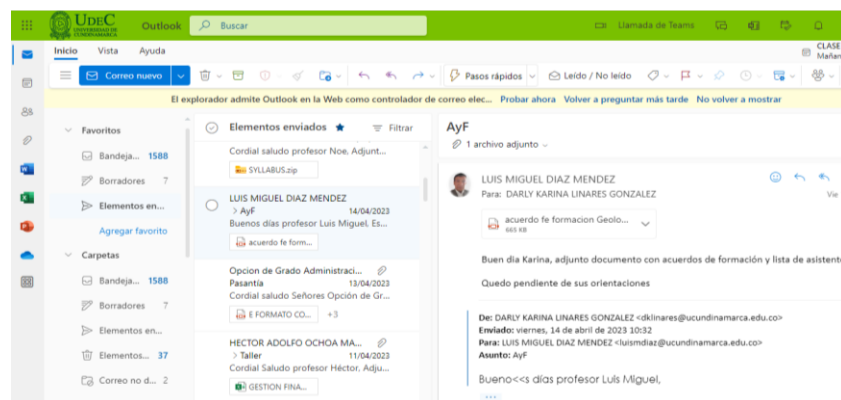 UDEC
UNIVERSIDAD DE
CUNDINAMARCA
Outlook
Buscar
Llamada de Teams
Inicio Vista Ayuda
CLASE
Mañan
Correo nuevo
Pasos rápidos
Leído / No leído
El explorador admite Outlook en la Web como controlador de correo elec... Probar ahora Volver a preguntar más tarde No volver a mostrar
Favoritos
Bandeja... 1588
Borradores 7
Elementos en...
Agregar favorito
Carpetas
Bandeja... 1588
Borradores 7
Elementos en...
Elementos... 37
Correo no d... 2
Elementos enviados
Filtrar
Cordial saludo profesor Noe, Adjunt...
SYLLABUS.zip
LUIS MIGUEL DIAZ MENDEZ
> AyF 14/04/2023
Buenos días profesor Luis Miguel, Es...
acuerdo fe form...
Opcion de Grado Administraci...
Pasantía 13/04/2023
Cordial saludo Señores Opción de Gr...
E FORMATO CO... +3
HECTOR ADOLFO OCHOA MA...
> Taller 11/04/2023
Cordial Saludo profesor Héctor, Adju...
GESTION FINA...
AyF
1 archivo adjunto
LUIS MIGUEL DIAZ MENDEZ
Para: DARLY KARINA LINARES GONZALEZ
Vie
acuerdo fe formacion Geolo...
665 KB
Buen dia Karina, adjunto documento con acuerdos de formación y lista de asistent
Quedo pendiente de sus orientaciones
De: DARLY KARINA LINARES GONZALEZ <dklinares@ucundinamarca.edu.co>
Enviado: viernes, 14 de abril de 2023 10:32
Para: LUIS MIGUEL DIAZ MENDEZ <luismdiaz@ucundinamarca.edu.co>
Asunto: AyF
Bueno<<s días profesor Luis Miguel,